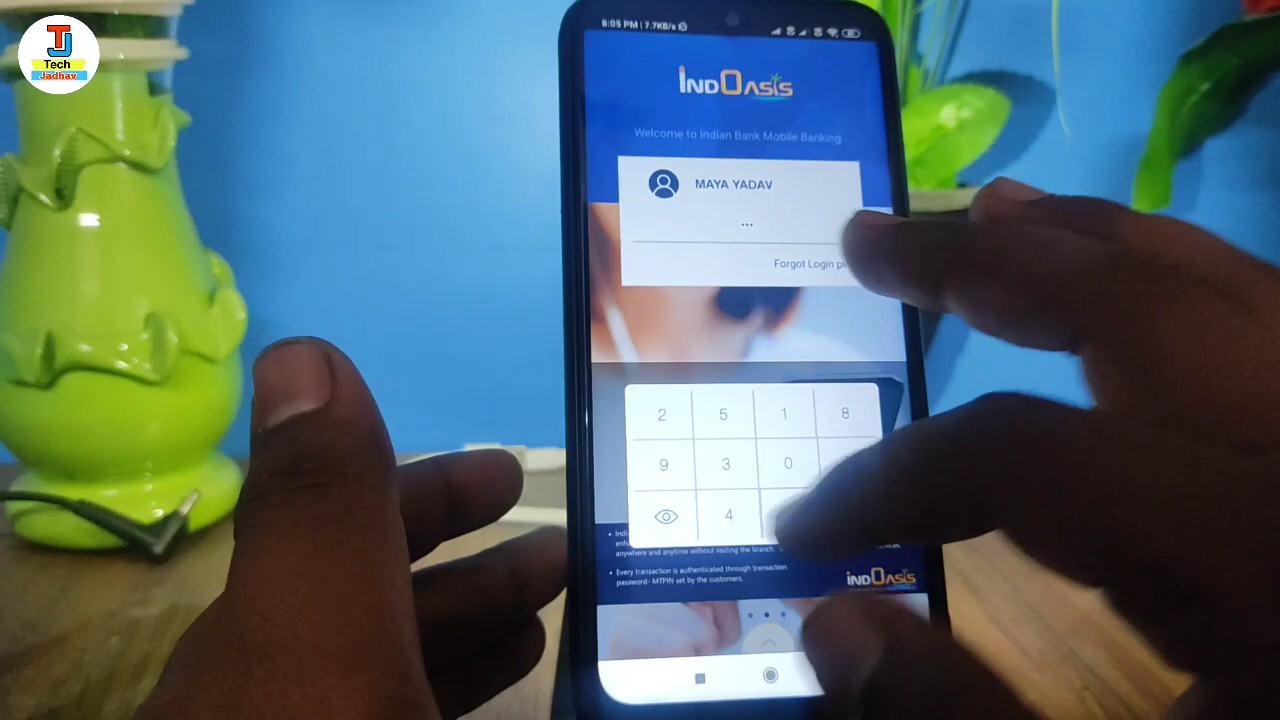 TJ
Tech
Jadhav
8:05 PM | 7.7KB/s
INDOASIS
Welcome to Indian Bank Mobile Banking
MAYA YADAV
Forgot Login
2 5 1 8
9 3 0
4
anywhere and anytime without visiting the branch.
• Every transaction is authenticated through transaction
password- MTPIN set by the customers.
INDOASIS